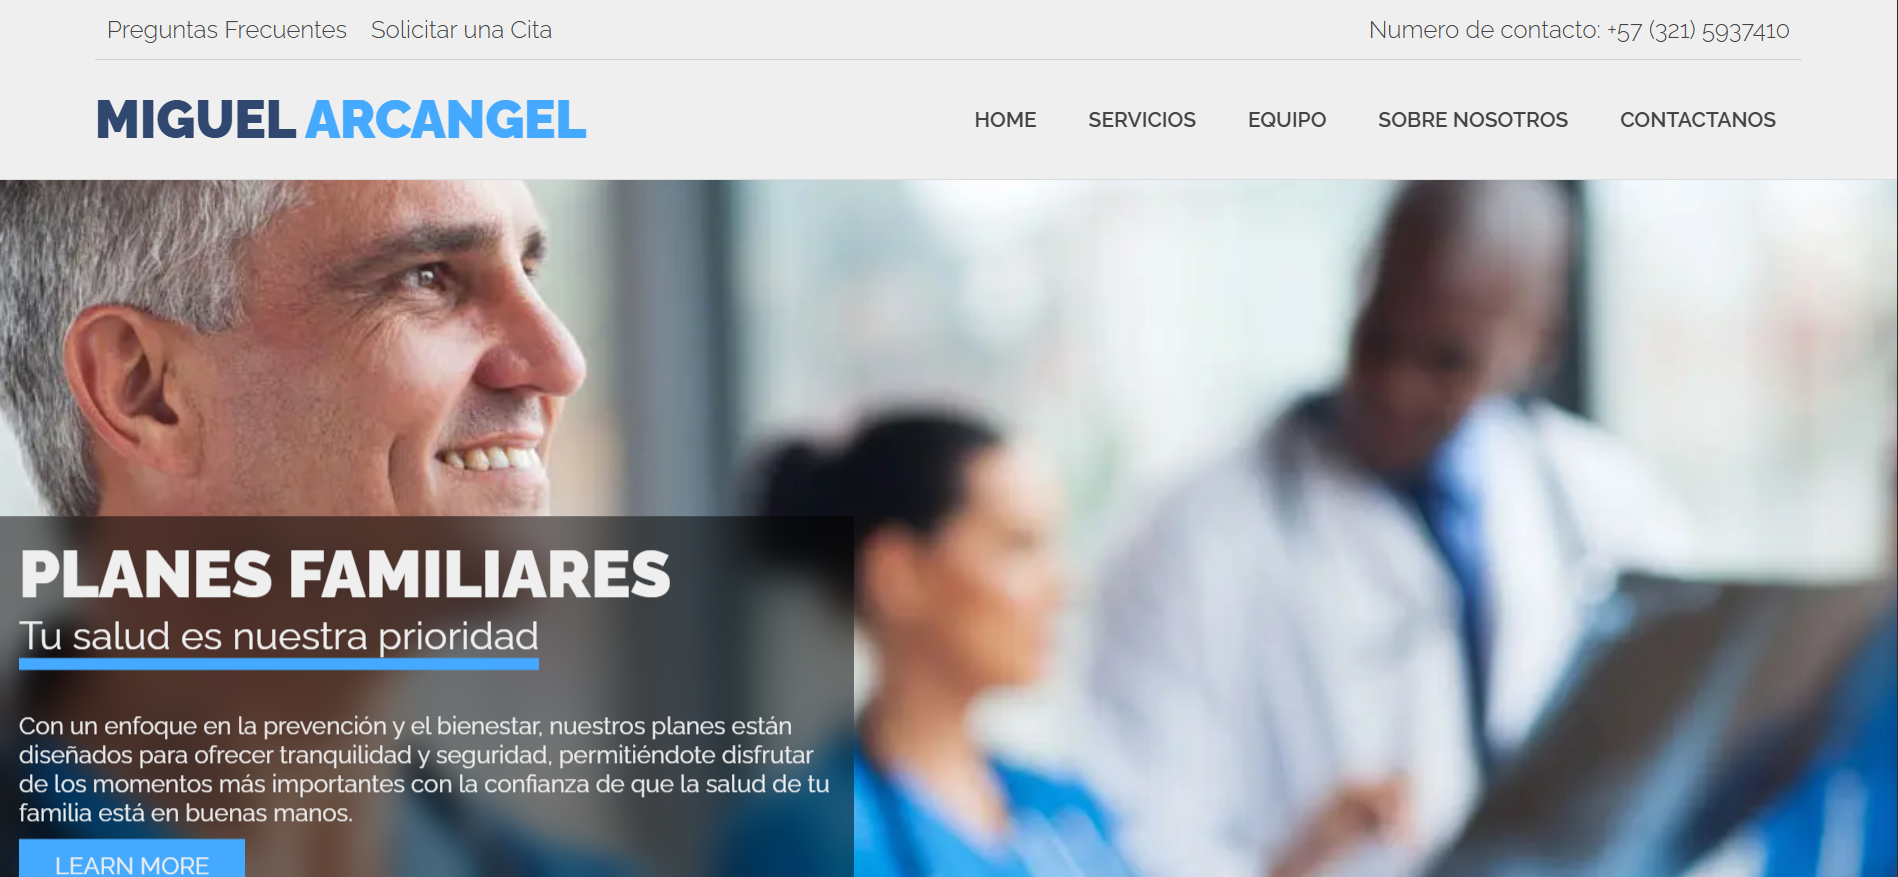 Preguntas Frecuentes Solicitar una Cita Numero de contacto: +57 (321) 5937410
MIGUEL ARCANGEL HOME SERVICIOS EQUIPO SOBRE NOSOTROS CONTACTANOS
PLANES FAMILIARES
Tu salud es nuestra prioridad
Con un enfoque en la prevención y el bienestar, nuestros planes están
diseñados para ofrecer tranquilidad y seguridad, permitiéndote disfrutar
de los momentos más importantes con la confianza de que la salud de tu
familia está en buenas manos.
LEARN MORE